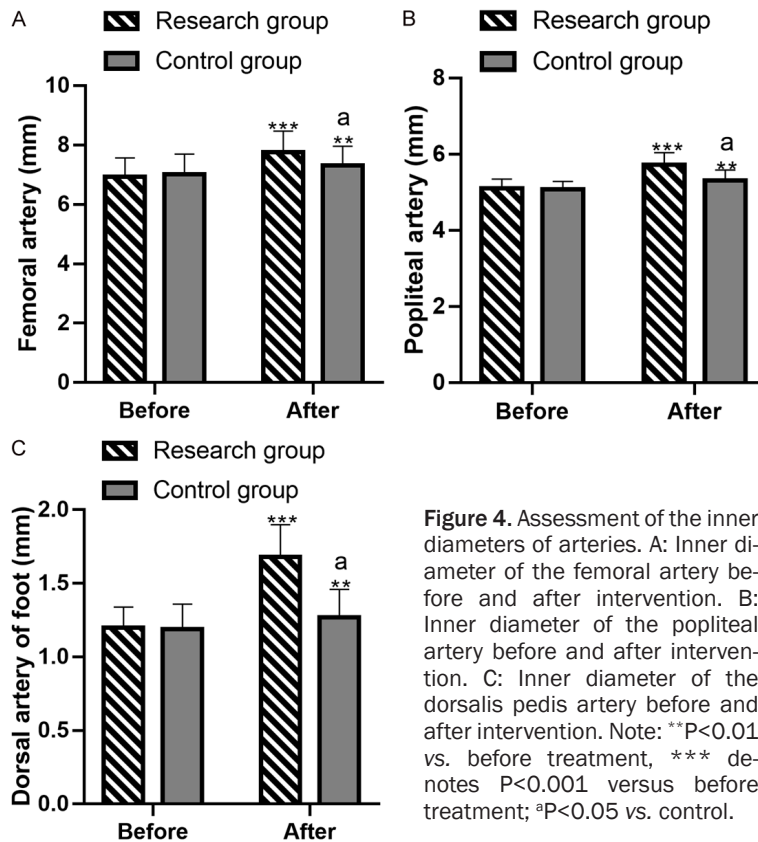 A
Research group
Control group
Femoral artery (mm)
10
8
6
4
2
0
***
a
**
Before
After
B
Research group
Control group
Popliteal artery (mm)
8
6
4
2
0
***
a
**
Before
After
C
Research group
Control group
Dorsal artery of foot (mm)
2.0
1.5
1.0
0.5
0.0
***
a
**
Before
After
Figure 4. Assessment of the inner
diameters of arteries. A: Inner di-
ameter of the femoral artery be-
fore and after intervention. B:
Inner diameter of the popliteal
artery before and after interven-
tion. C: Inner diameter of the
dorsalis pedis artery before and
after intervention. Note: **P<0.01
vs. before treatment, *** de-
notes P<0.001 versus before
treatment; aP<0.05 vs. control.